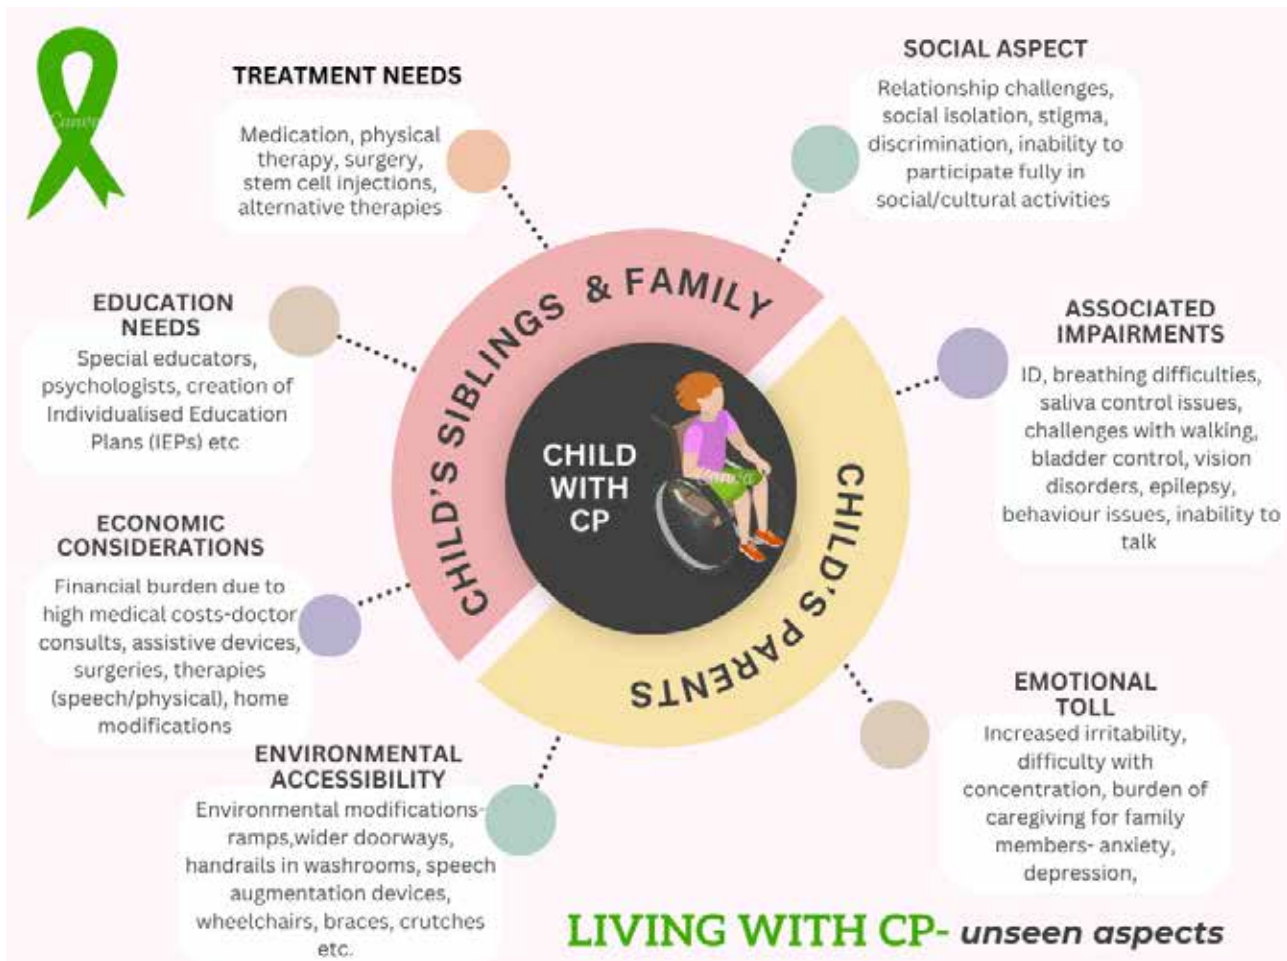 TREATMENT NEEDS
Medication, physical
therapy, surgery,
stem cell injections,
alternative therapies
SOCIAL ASPECT
Relationship challenges,
social isolation, stigma,
discrimination, inability to
participate fully in
social/cultural activities
EDUCATION
NEEDS
Special educators,
psychologists, creation of
Individualised Education
Plans (IEPs) etc
ASSOCIATED
IMPAIRMENTS
ID, breathing difficulties,
saliva control issues,
challenges with walking,
bladder control, vision
disorders, epilepsy,
behaviour issues, inability to
talk
CHILD'S SIBLINGS & FAMILY
CHILD
WITH
CP
CHILD'S PARENTS
ECONOMIC
CONSIDERATIONS
Financial burden due to
high medical costs-doctor
consults, assistive devices,
surgeries, therapies
(speech/physical), home
modifications
EMOTIONAL
TOLL
Increased irritability,
difficulty with
concentration, burden of
caregiving for family
members- anxiety,
depression,
ENVIRONMENTAL
ACCESSIBILITY
Environmental modifications-
ramps,wider doorways,
handrails in washrooms, speech
augmentation devices,
wheelchairs, braces, crutches
etc.
LIVING WITH CP- unseen aspects
Canva
Canva